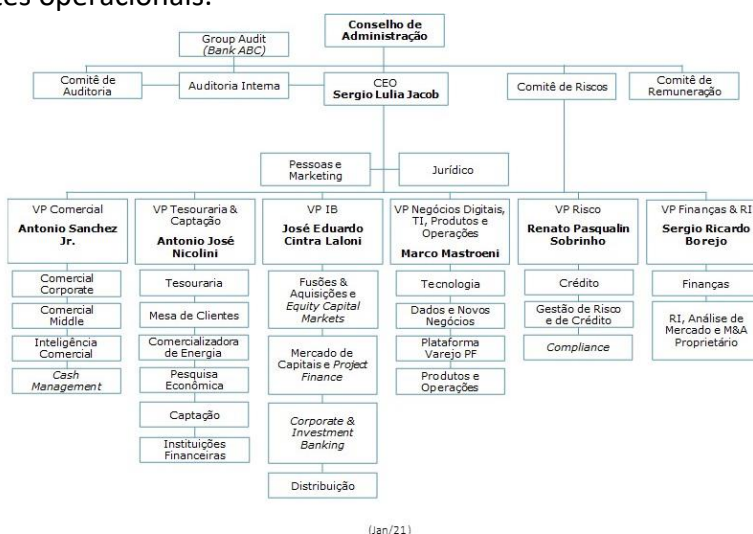 tes operacionais.
Conselho de
Administração
Group Audit
(Bank ABC)
Comitê de
Auditoria
Auditoria Interna
CEO
Sergio Lulia Jacob
Comitê de Riscos
Comitê de
Remuneração
Pessoas e
Marketing
Jurídico
VP Comercial
Antonio Sanchez
Jr.
Comercial
Corporate
Comercial
Middle
Inteligência
Comercial
Cash
Management
VP Tesouraria &
Captação
Antonio José
Nicolini
Tesouraria
Mesa de Clientes
Comercializadora
de Energia
Pesquisa
Econômica
Captação
Instituições
Financeiras
VP IB
José Eduardo
Cintra Laloni
Fusões &
Aquisições e
Equity Capital
Markets
Mercado de
Capitais e Project
Finance
Corporate &
Investment
Banking
Distribuição
VP Negócios Digitais,
TI, Produtos e
Operações
Marco Mastroeni
Tecnologia
Dados e Novos
Negócios
Plataforma
Varejo PF
Produtos e
Operações
VP Risco
Renato Pasqualin
Sobrinho
Crédito
Gestão de Risco
e de Crédito
Compliance
VP Finanças & RI
Sergio Ricardo
Borejo
Finanças
RI, Análise de
Mercado e M&A
Proprietário
(Jan/21)